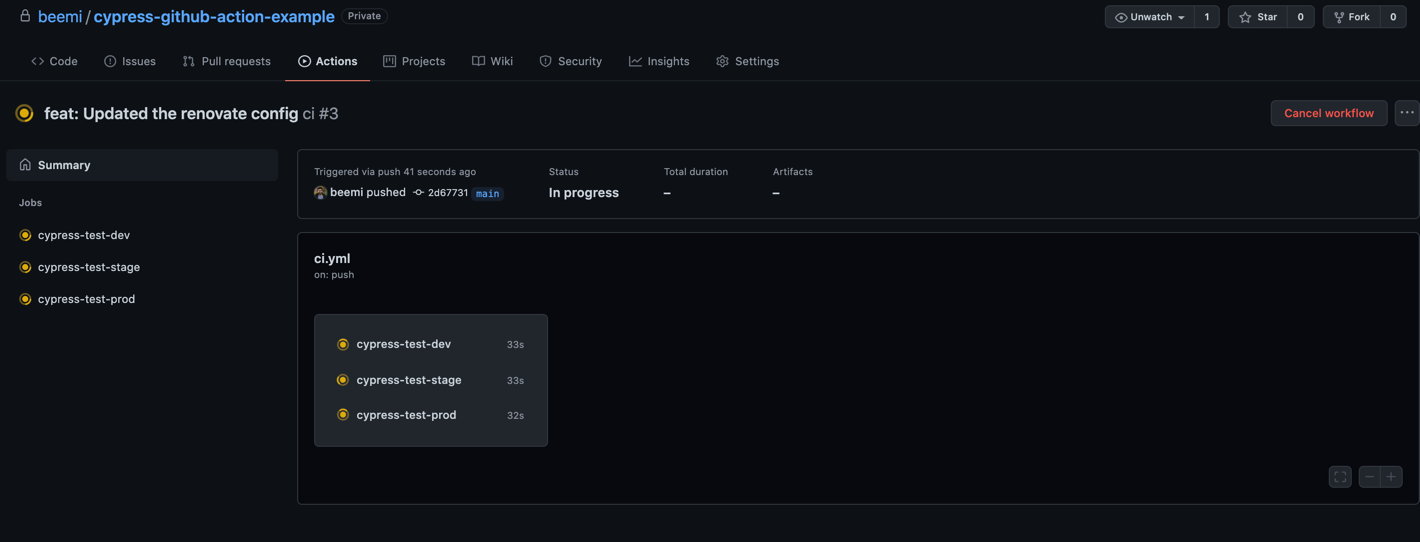 beemi / cypress-github-action-example Private
Unwatch 1 Star 0 Fork 0
Code Issues Pull requests Actions Projects Wiki Security Insights Settings
feat: Updated the renovate config ci #3
Cancel workflow
Summary
Jobs
cypress-test-dev
cypress-test-stage
cypress-test-prod
Triggered via push 41 seconds ago Status Total duration Artifacts
beemi pushed 2d67731 main In progress – –
ci.yml
on: push
cypress-test-dev 33s
cypress-test-stage 33s
cypress-test-prod 32s